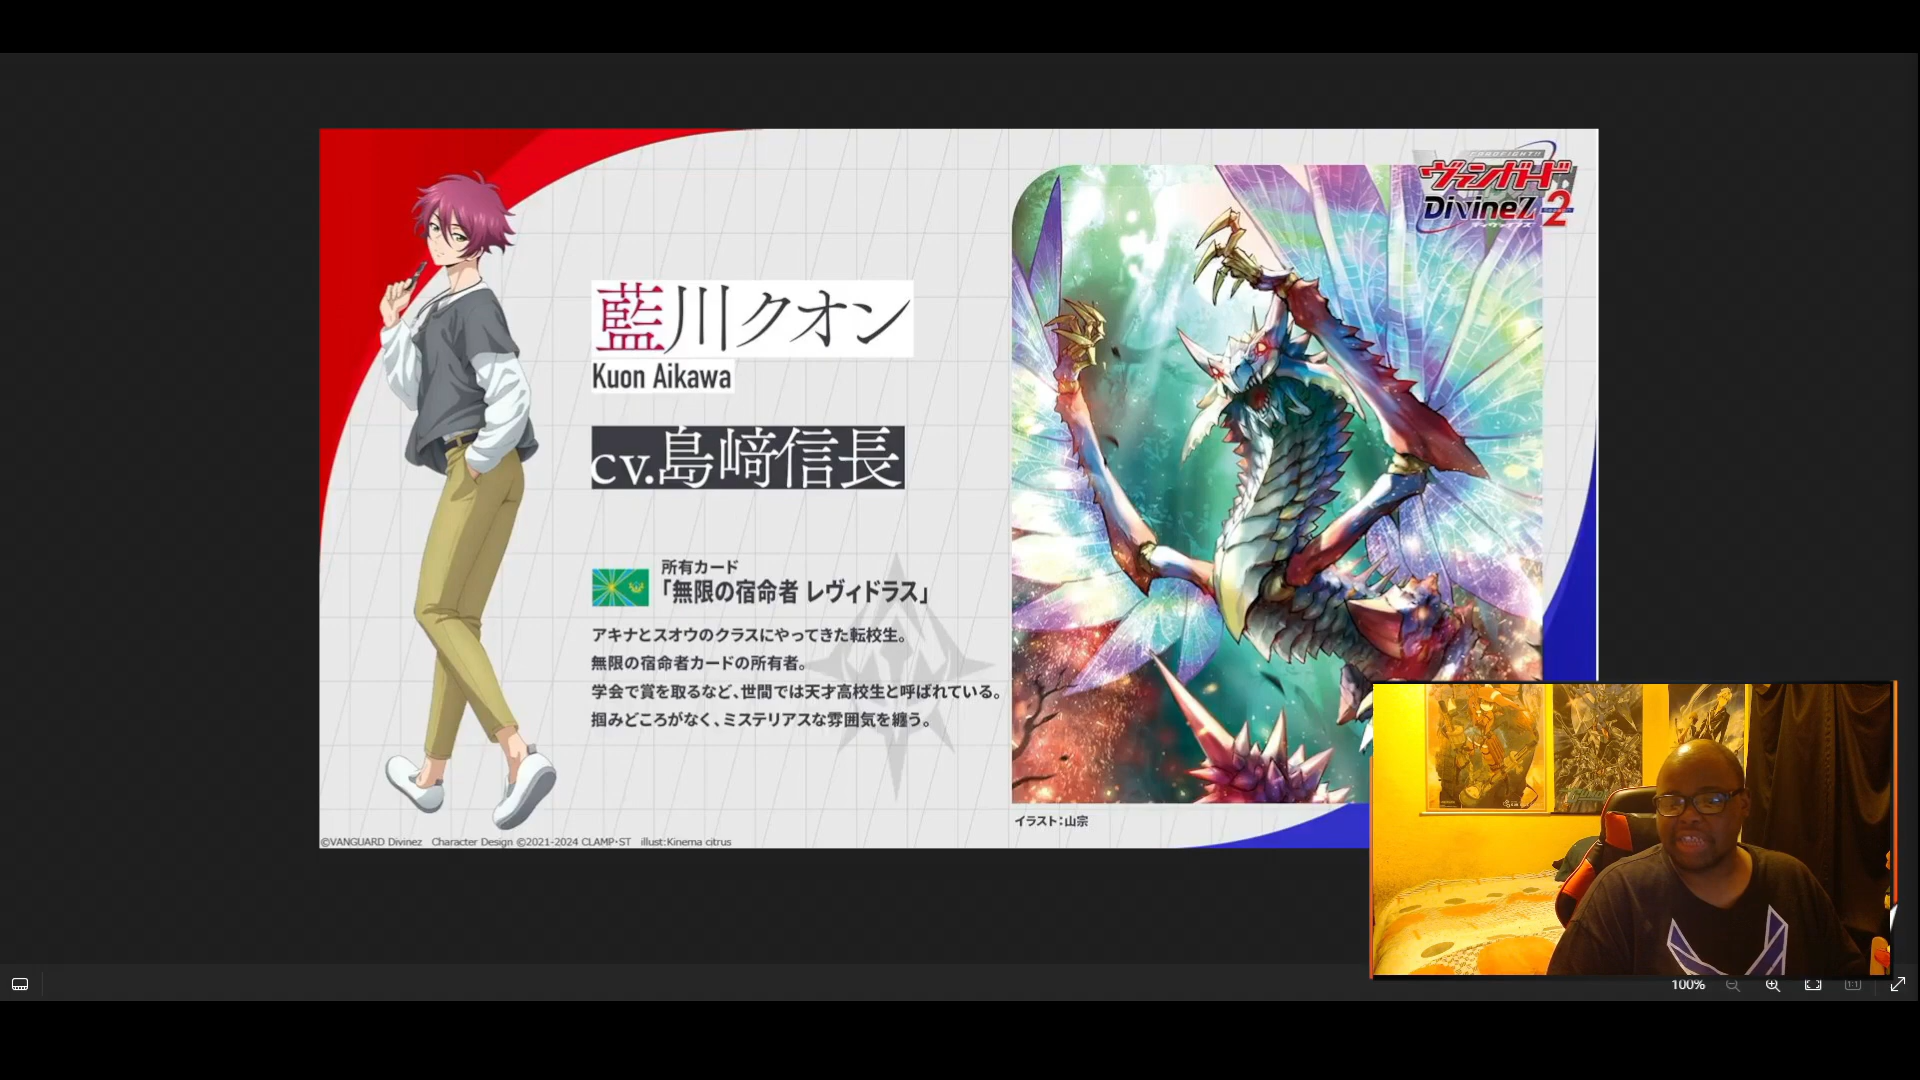 ヴァンガード
DivineZ 2
藍川クオン
Kuon Aikawa
cv.島﨑信長
所有カード
「無限の宿命者 レヴィドラス」
アキナとスオウのクラスにやってきた転校生。
無限の宿命者カードの所有者。
学会で賞を取るなど、世間では天才高校生と呼ばれている。
掴みどころがなく、ミステリアスな雰囲気を纏う。
イラスト：山宗
©VANGUARD Divinez Character Design ©2021-2024 CLAMP・ST illust:Kinema citrus
100%